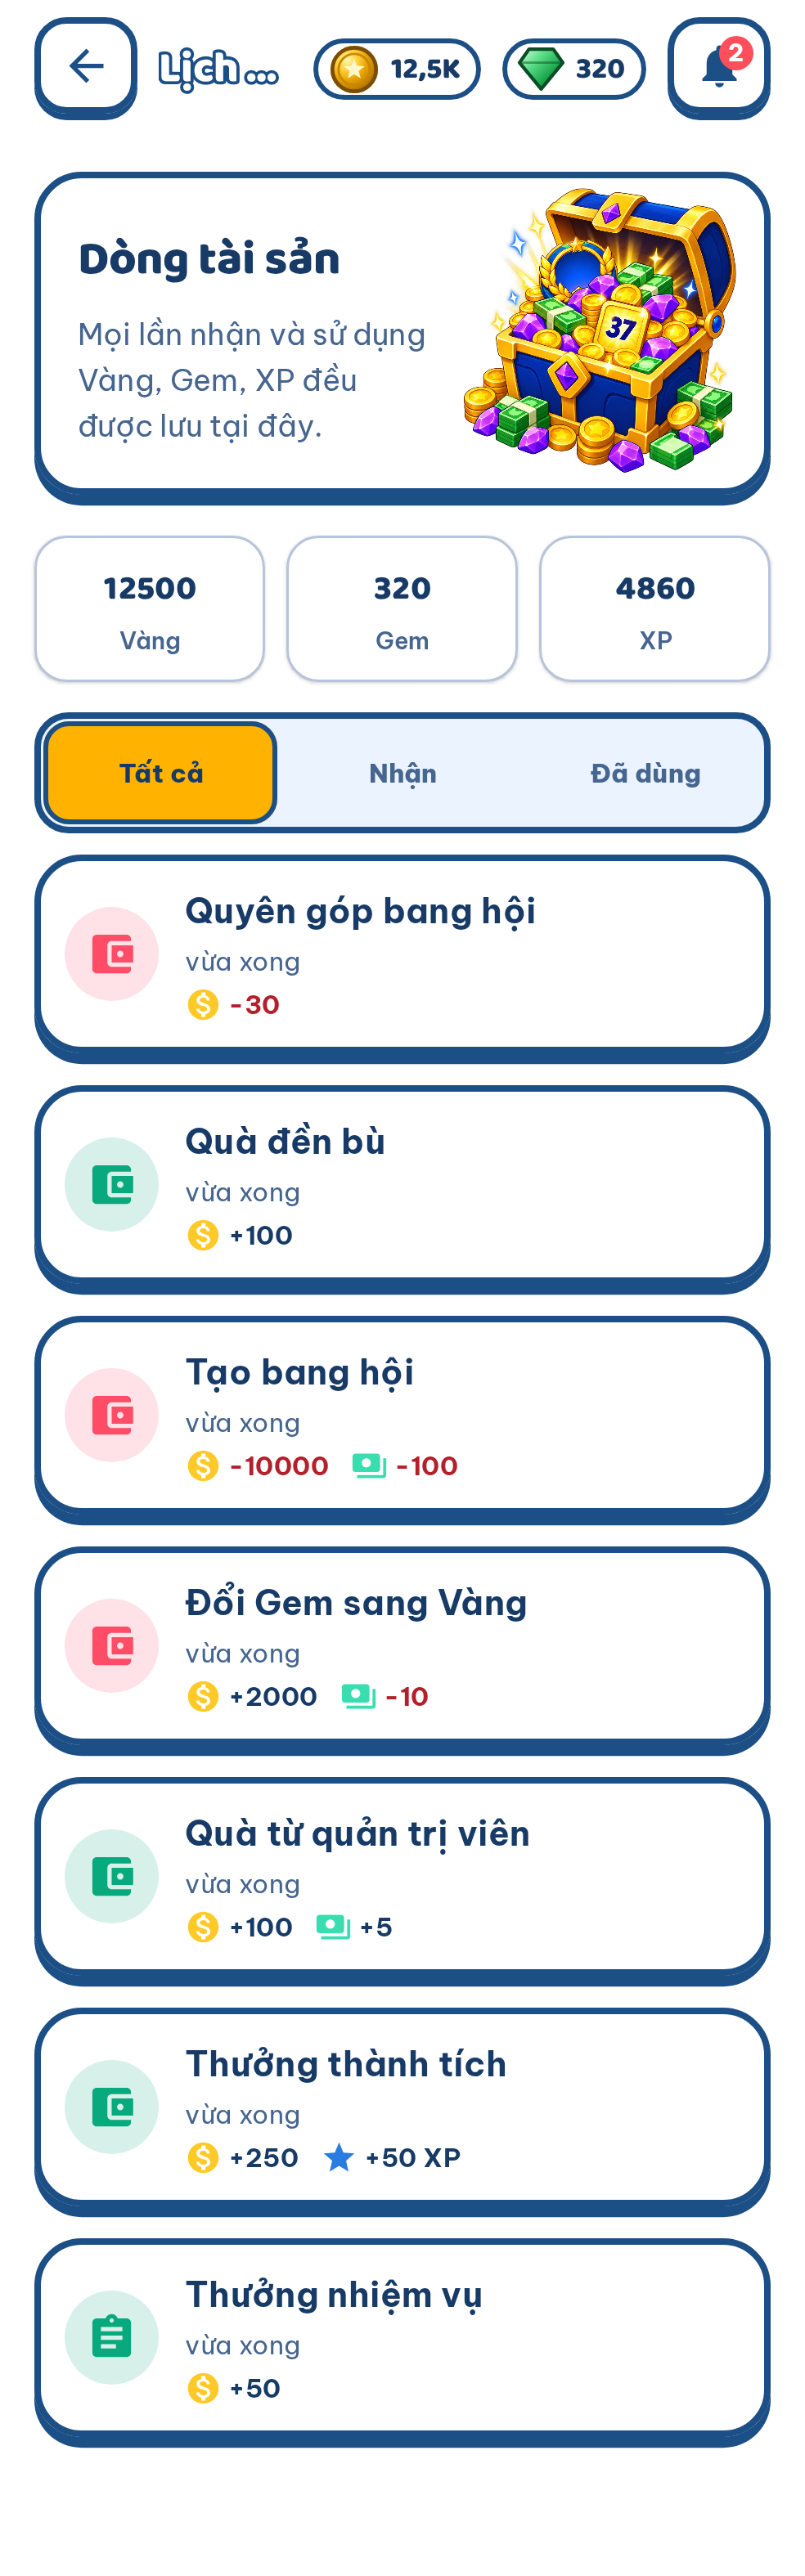 Lịch ...
12,5K
320
2
Dòng tài sản
Mọi lần nhận và sử dụng
Vàng, Gem, XP đều
được lưu tại đây.
37
12500
Vàng
320
Gem
4860
XP
Tất cả
Nhận
Đã dùng
Quyên góp bang hội
vừa xong
-30
Quà đền bù
vừa xong
+100
Tạo bang hội
vừa xong
-10000 -100
Đổi Gem sang Vàng
vừa xong
+2000 -10
Quà từ quản trị viên
vừa xong
+100 +5
Thưởng thành tích
vừa xong
+250 +50 XP
Thưởng nhiệm vụ
vừa xong
+50